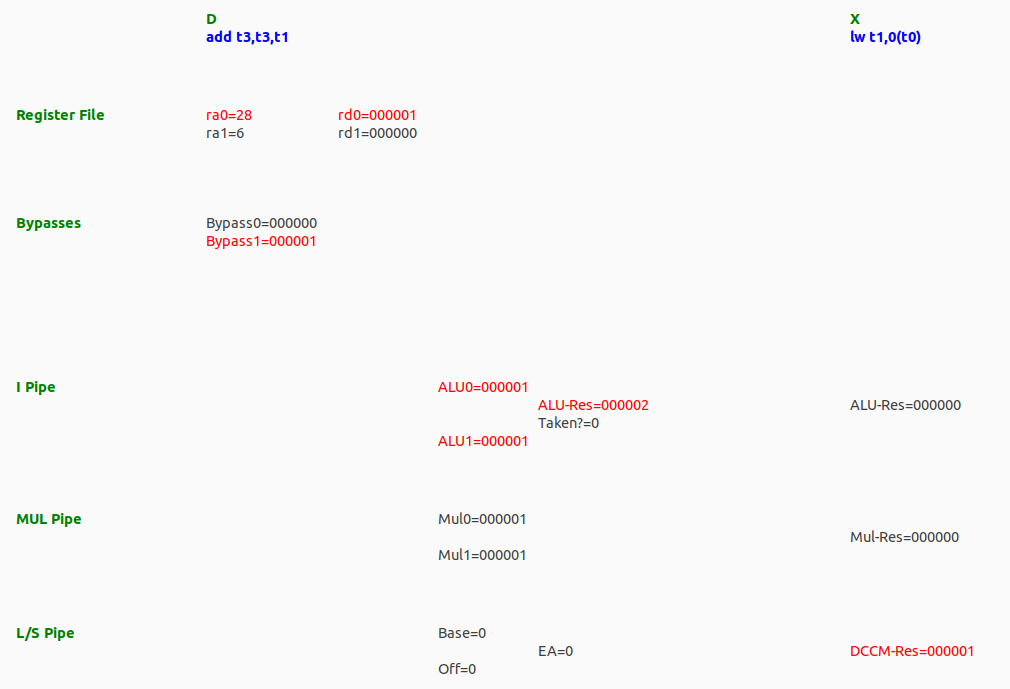 D X
add t3,t3,t1 lw t1,0(t0)
Register File ra0=28 rd0=000001
ra1=6 rd1=000000
Bypasses Bypass0=000000
Bypass1=000001
I Pipe ALU0=000001
ALU-Res=000002 ALU-Res=000000
Taken?=0
ALU1=000001
MUL Pipe Mul0=000001
Mul-Res=000000
Mul1=000001
L/S Pipe Base=0
EA=0 DCCM-Res=000001
Off=0